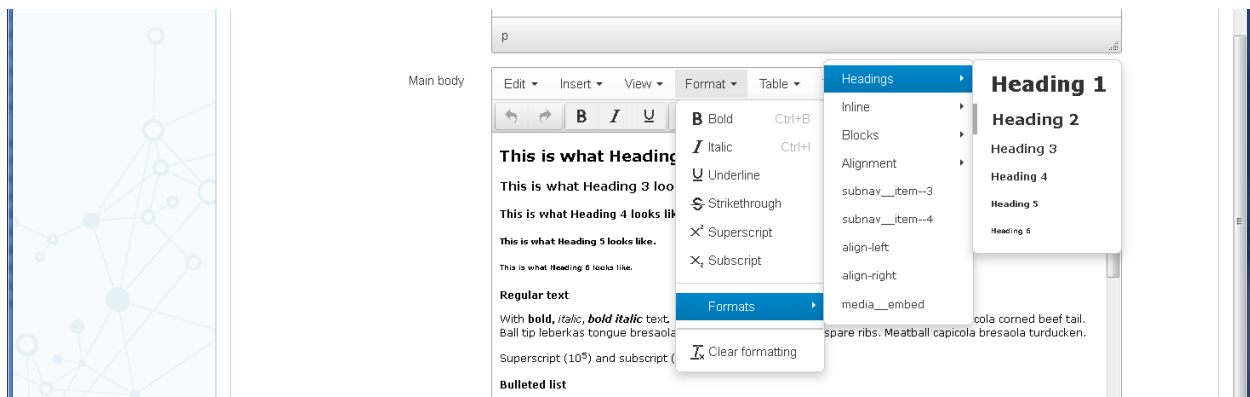 p
Main body
Edit Insert View Format Table
B I U
This is what Heading
This is what Heading 3 loo
This is what Heading 4 looks lik
This is what Heading 5 looks like.
This is what Heading 6 looks like.
Regular text
With bold, italic, bold italic text. cola corned beef tail.
Ball tip leberkas tongue bresaola spare ribs. Meatball capicola bresaola turducken.
Superscript (10⁵) and subscript (
Bulleted list
B Bold Ctrl+B
I Italic Ctrl+I
U Underline
S Strikethrough
X² Superscript
X₂ Subscript
Formats
Clear formatting
Headings
Inline
Blocks
Alignment
subnav__item--3
subnav__item--4
align-left
align-right
media__embed
Heading 1
Heading 2
Heading 3
Heading 4
Heading 5
Heading 6